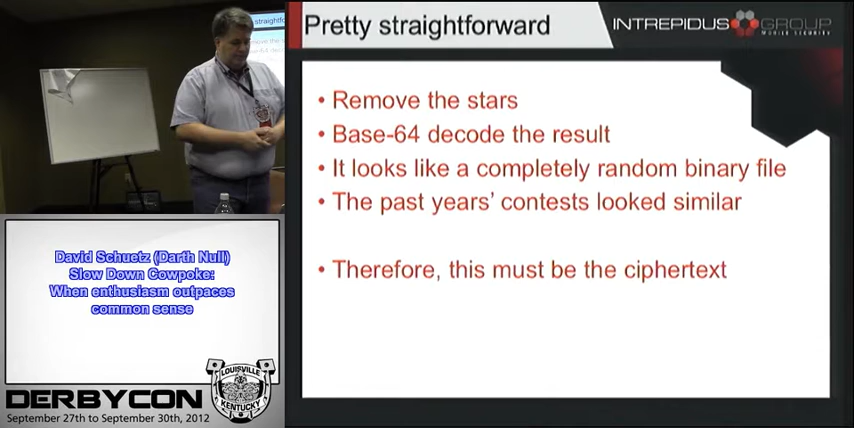 Pretty straightforward
INTREPIDUS GROUP
MOBILE SECURITY
• Remove the stars
• Base-64 decode the result
• It looks like a completely random binary file
• The past years' contests looked similar
• Therefore, this must be the ciphertext
David Schuetz (Darth Null)
Slow Down Cowpoke:
When enthusiasm outpaces
common sense
LOUISVILLE
KENTUCKY
DERBYCON
September 27th to September 30th, 2012